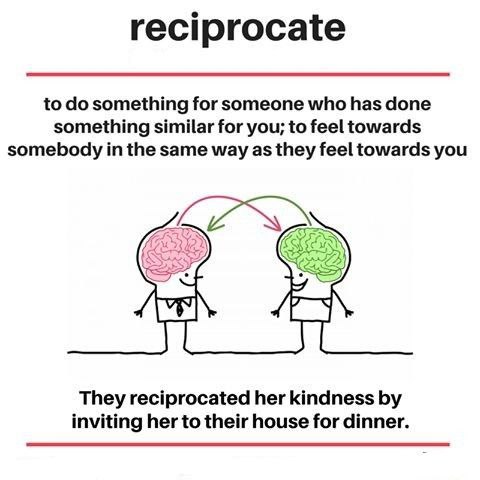 reciprocate
to do something for someone who has done
something similar for you; to feel towards
somebody in the same way as they feel towards you
They reciprocated her kindness by
inviting her to their house for dinner.